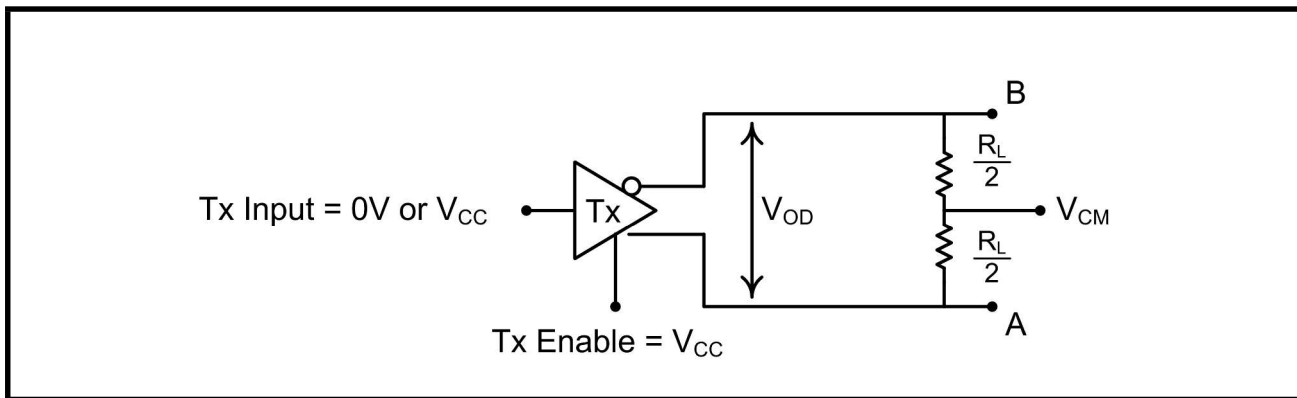 B
R_L
2
Tx Input = 0V or V_CC
Tx
V_OD
V_CM
R_L
2
A
Tx Enable = V_CC